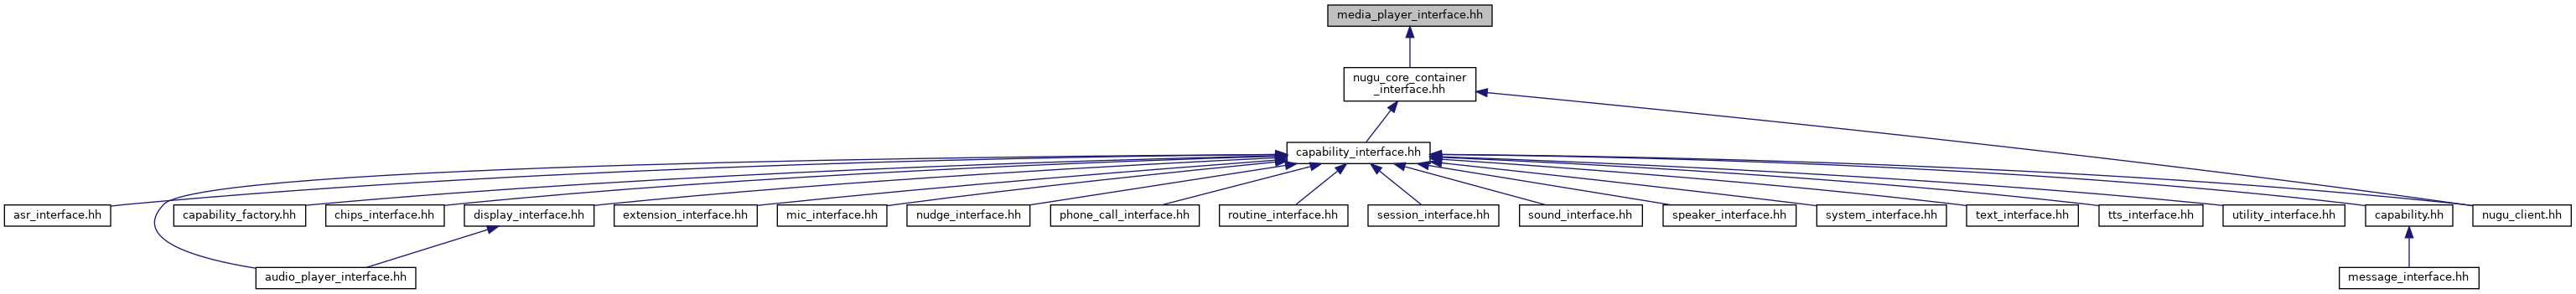 media_player_interface.hh
nugu_core_container
_interface.hh
capability_interface.hh
asr_interface.hh
capability_factory.hh
chips_interface.hh
display_interface.hh
extension_interface.hh
mic_interface.hh
nudge_interface.hh
phone_call_interface.hh
routine_interface.hh
session_interface.hh
sound_interface.hh
speaker_interface.hh
system_interface.hh
text_interface.hh
tts_interface.hh
utility_interface.hh
capability.hh
nugu_client.hh
audio_player_interface.hh
message_interface.hh